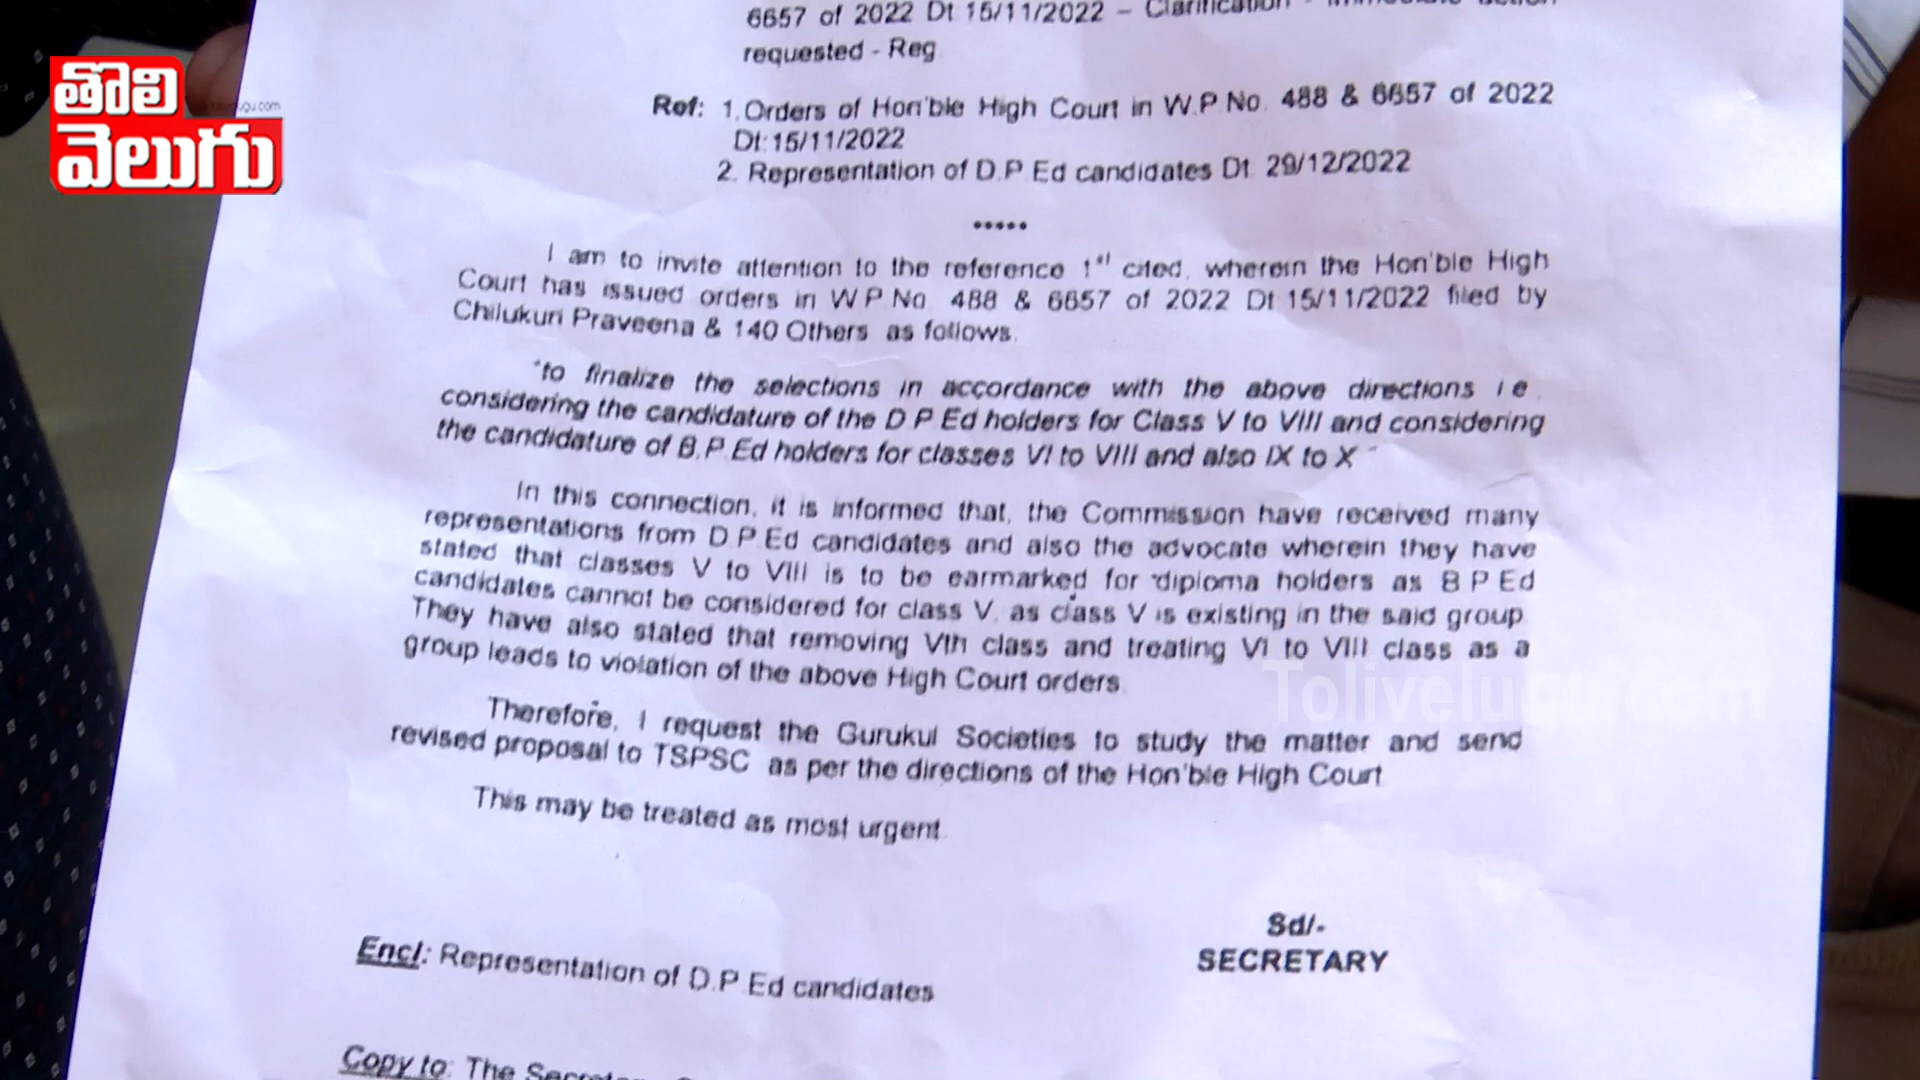 తొలి
వెలుగు
6657 of 2022 Dt 15/11/2022 – Clarification - Immediate action
requested - Reg
Ref: 1. Orders of Hon'ble High Court in W.P.No. 488 & 6657 of 2022
Dt:15/11/2022
2. Representation of D.P.Ed candidates Dt. 29/12/2022
•••••
I am to invite attention to the reference 1st cited, wherein the Hon'ble High
Court has issued orders in W.P.No 488 & 6657 of 2022 Dt 15/11/2022 filed by
Chilukuri Praveena & 140 Others as follows.
"to finalize the selections in accordance with the above directions i e.
considering the candidature of the D P Ed holders for Class V to VIII and considering
the candidature of B.P.Ed holders for classes VI to VIII and also IX to X "
In this connection, it is informed that, the Commission have received many
representations from D.P.Ed candidates and also the advocate wherein they have
stated that classes V to VIII is to be earmarked for diploma holders as B P Ed
candidates cannot be considered for class V, as class V is existing in the said group
They have also stated that removing Vth class and treating VI to VIII class as a
group leads to violation of the above High Court orders.
Therefore, I request the Gurukul Societies to study the matter and send
revised proposal to TSPSC as per the directions of the Hon'ble High Court
This may be treated as most urgent.
Sd/-
SECRETARY
Encl: Representation of D.P.Ed candidates
Copy to: The
Tolivelugu.com